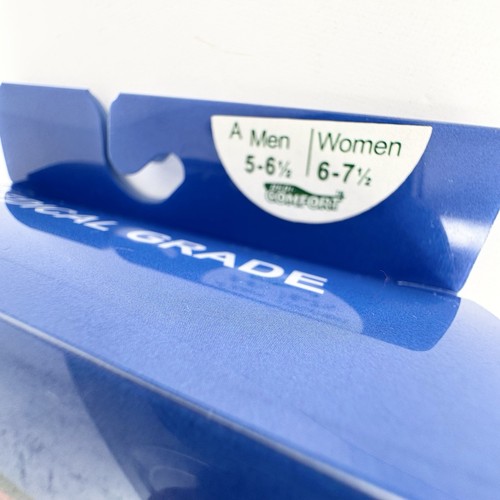 A Men | Women
5-6½ | 6-7½
COMFORT
GRADE